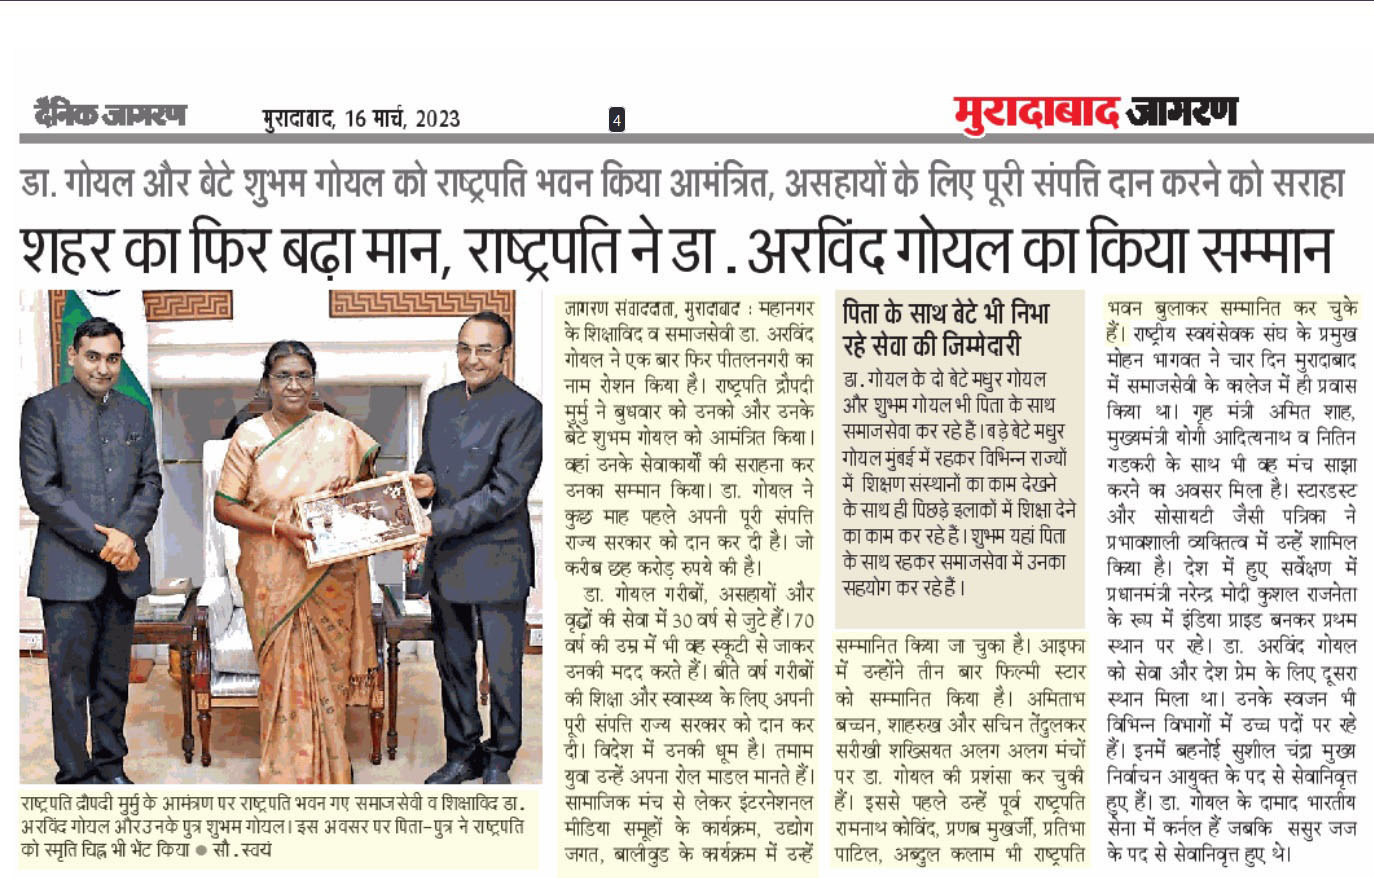 दैनिक जागरण
मुरादाबाद, 16 मार्च, 2023
4
मुरादाबाद जागरण
डा. गोयल और बेटे शुभम गोयल को राष्ट्रपति भवन किया आमंत्रित, असहायों के लिए पूरी संपत्ति दान करने को सराहा
शहर का फिर बढ़ा मान, राष्ट्रपति ने डा . अरविंद गोयल का किया सम्मान
राष्ट्रपति द्रौपदी मुर्मु के आमंत्रण पर राष्ट्रपति भवन गए समाजसेवी व शिक्षाविद डा.
अरविंद गोयल और उनके पुत्र शुभम गोयल। इस अवसर पर पिता-पुत्र ने राष्ट्रपति
को स्मृति चिह्न भी भेंट किया ● सौ. स्वयं
जागरण संवाददाता, मुरादाबाद : महानगर
के शिक्षाविद व समाजसेवी डा. अरविंद
गोयल ने एक बार फिर पीतलनगरी का
नाम रोशन किया है। राष्ट्रपति द्रौपदी
मुर्मु ने बुधवार को उनको और उनके
बेटे शुभम गोयल को आमंत्रित किया।
वहां उनके सेवाकार्यों की सराहना कर
उनका सम्मान किया। डा. गोयल ने
कुछ माह पहले अपनी पूरी संपत्ति
राज्य सरकार को दान कर दी है। जो
करीब छह करोड़ रुपये की है।
डा. गोयल गरीबों, असहायों और
वृद्धों की सेवा में 30 वर्ष से जुटे हैं। 70
वर्ष की उम्र में भी वह स्कूटी से जाकर
उनकी मदद करते हैं। बीते वर्ष गरीबों
की शिक्षा और स्वास्थ्य के लिए अपनी
पूरी संपत्ति राज्य सरकार को दान कर
दी। विदेश में उनकी धूम है। तमाम
युवा उन्हें अपना रोल माडल मानते हैं।
सामाजिक मंच से लेकर इंटरनेशनल
मीडिया समूहों के कार्यक्रम, उद्योग
जगत, बालीवुड के कार्यक्रम में उन्हें
पिता के साथ बेटे भी निभा
रहे सेवा की जिम्मेदारी
डा. गोयल के दो बेटे मधुर गोयल
और शुभम गोयल भी पिता के साथ
समाजसेवा कर रहे हैं। बड़े बेटे मधुर
गोयल मुंबई में रहकर विभिन्न राज्यों
में शिक्षण संस्थानों का काम देखने
के साथ ही पिछड़े इलाकों में शिक्षा देने
का काम कर रहे हैं। शुभम यहां पिता
के साथ रहकर समाजसेवा में उनका
सहयोग कर रहे हैं।
सम्मानित किया जा चुका है। आइफा
में उन्होंने तीन बार फिल्मी स्टार
को सम्मानित किया है। अमिताभ
बच्चन, शाहरुख और सचिन तेंदुलकर
सरीखी शख्सियत अलग अलग मंचों
पर डा. गोयल की प्रशंसा कर चुकी
हैं। इससे पहले उन्हें पूर्व राष्ट्रपति
रामनाथ कोविंद, प्रणब मुखर्जी, प्रतिभा
पाटिल, अब्दुल कलाम भी राष्ट्रपति
भवन बुलाकर सम्मानित कर चुके
हैं। राष्ट्रीय स्वयंसेवक संघ के प्रमुख
मोहन भागवत ने चार दिन मुरादाबाद
में समाजसेवी के कालेज में ही प्रवास
किया था। गृह मंत्री अमित शाह,
मुख्यमंत्री योगी आदित्यनाथ व नितिन
गडकरी के साथ भी वह मंच साझा
करने का अवसर मिला है। स्टारडस्ट
और सोसायटी जैसी पत्रिका ने
प्रभावशाली व्यक्तित्व में उन्हें शामिल
किया है। देश में हुए सर्वेक्षण में
प्रधानमंत्री नरेन्द्र मोदी कुशल राजनेता
के रूप में इंडिया प्राइड बनकर प्रथम
स्थान पर रहे। डा. अरविंद गोयल
को सेवा और देश प्रेम के लिए दूसरा
स्थान मिला था। उनके स्वजन भी
विभिन्न विभागों में उच्च पदों पर रहे
हैं। इनमें बहनोई सुशील चंद्रा मुख्य
निर्वाचन आयुक्त के पद से सेवानिवृत्त
हुए हैं। डा. गोयल के दामाद भारतीय
सेना में कर्नल हैं जबकि ससुर जज
के पद से सेवानिवृत्त हुए थे।